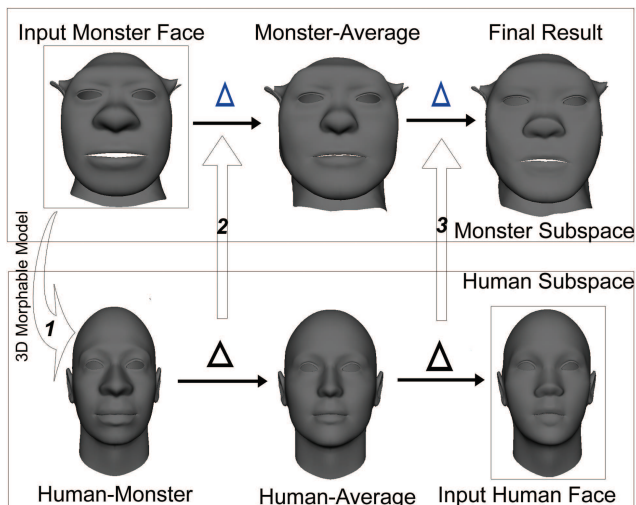 Input Monster Face
Monster-Average
Final Result
Δ
Δ
2
3
Monster Subspace
3D Morphable Model
1
Human Subspace
Δ
Δ
Human-Monster
Human-Average
Input Human Face